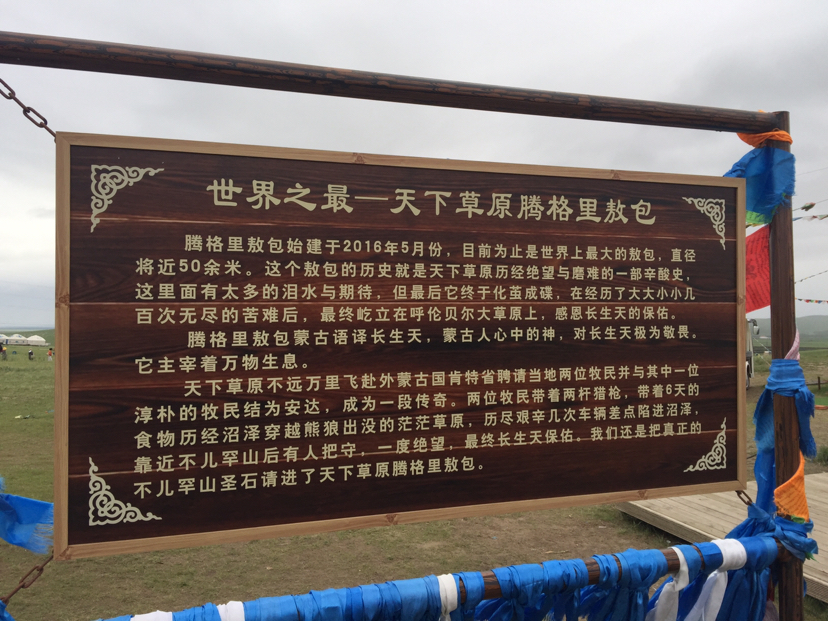 世界之最—天下草原腾格里敖包
腾格里敖包始建于2016年5月份，目前为止是世界上最大的敖包，直径
将近50余米。这个敖包的历史就是天下草原历经绝望与磨难的一部辛酸史，
这里面有太多的泪水与期待，但最后它终于化茧成碟，在经历了大大小小几
百次无尽的苦难后，最终屹立在呼伦贝尔大草原上，感恩长生天的保佑。
腾格里敖包蒙古语译长生天，蒙古人心中的神，对长生天极为敬畏。
它主宰着万物生息。
天下草原不远万里飞赴外蒙古国肯特省聘请当地两位牧民并与其中一位
淳朴的牧民结为安达，成为一段传奇。两位牧民带着两杆猎枪，带着6天的
食物历经沼泽穿越熊狼出没的茫茫草原，历尽艰辛几次车辆差点陷进沼泽，
靠近不儿罕山后有人把守，一度绝望，最终长生天保佑。我们还是把真正的
不儿罕山圣石请进了天下草原腾格里敖包。